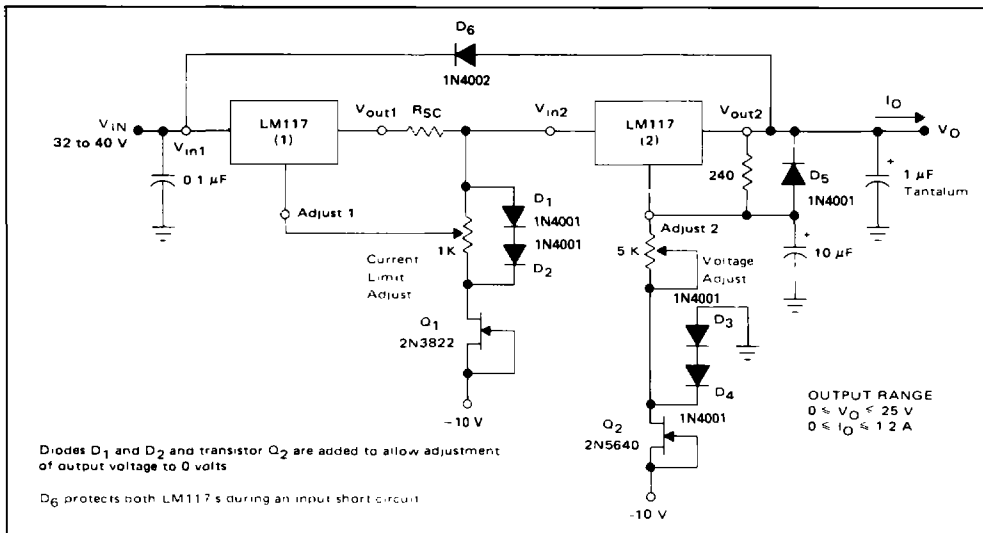 D6
1N4002
VIN
32 to 40 V
Vin1
0.1 µF
LM117
(1)
Vout1
RSC
Vin2
LM117
(2)
Vout2
IO
VO
240
D5
1N4001
+
1 µF
Tantalum
Adjust 1
Current
Limit
Adjust
1K
D1
1N4001
1N4001
D2
Adjust 2
5 K
Voltage
Adjust
+
10 µF
1N4001
D3
D4
1N4001
Q1
2N3822
-10 V
Q2
2N5640
-10 V
OUTPUT RANGE
0 ≤ VO ≤ 25 V
0 ≤ IO ≤ 1.2 A
Diodes D1 and D2 and transistor Q2 are added to allow adjustment
of output voltage to 0 volts
D6 protects both LM117's during an input short circuit